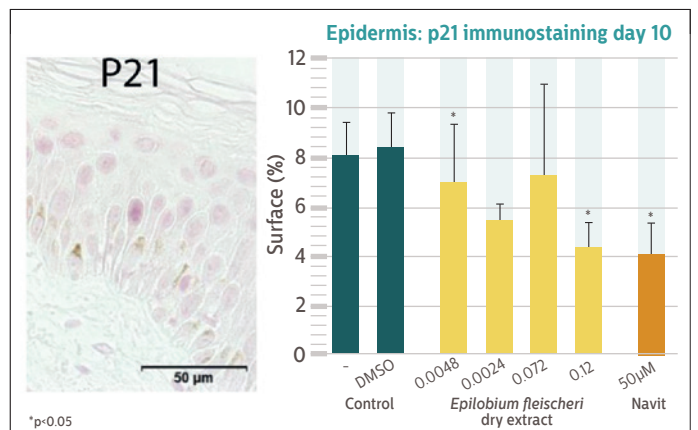 Epidermis: p21 immunostaining day 10
P21
50 µm
Surface (%)
12
10
8
6
4
2
0
*
*
*
-
DMSO
0.0048
0.0024
0.072
0.12
50µM
Control
Epilobium fleischeri
dry extract
Navit
*p<0.05